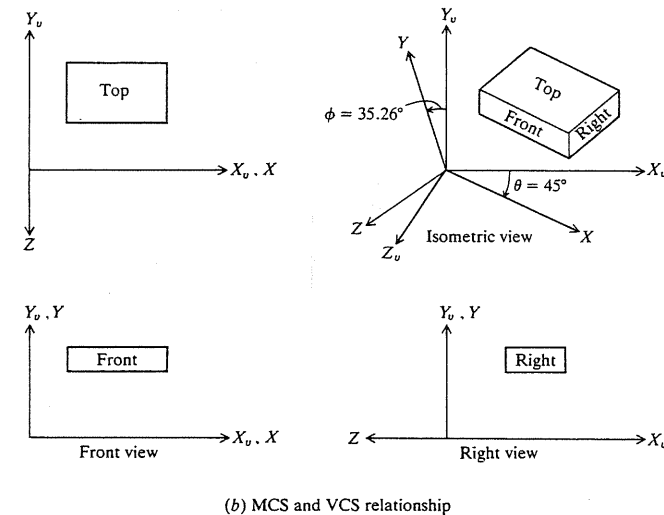 Yᵥ
Top
Xᵥ , X
Z
Yᵥ
Y
Top
Front
Right
ϕ = 35.26°
Xᵥ
θ = 45°
Z
Zᵥ
X
Isometric view
Yᵥ , Y
Front
Xᵥ , X
Front view
Yᵥ , Y
Right
Z
Xᵥ
Right view
(b) MCS and VCS relationship